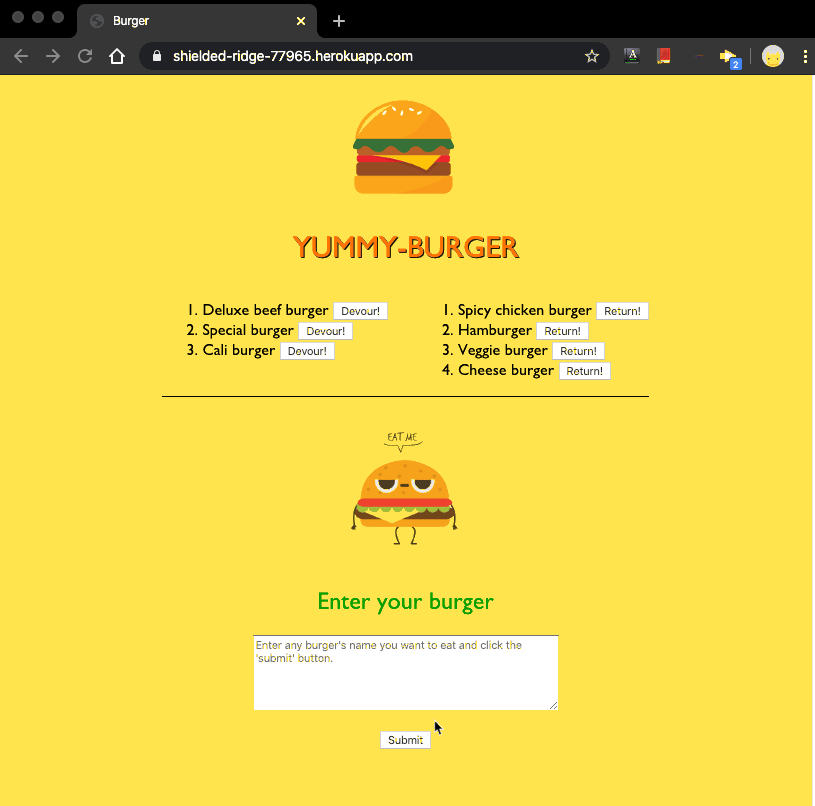 Burger
shielded-ridge-77965.herokuapp.com
2
YUMMY-BURGER
1. Deluxe beef burger Devour!
2. Special burger Devour!
3. Cali burger Devour!
1. Spicy chicken burger Return!
2. Hamburger Return!
3. Veggie burger Return!
4. Cheese burger Return!
EAT ME
Enter your burger
Enter any burger's name you want to eat and click the
'submit' button.
Submit